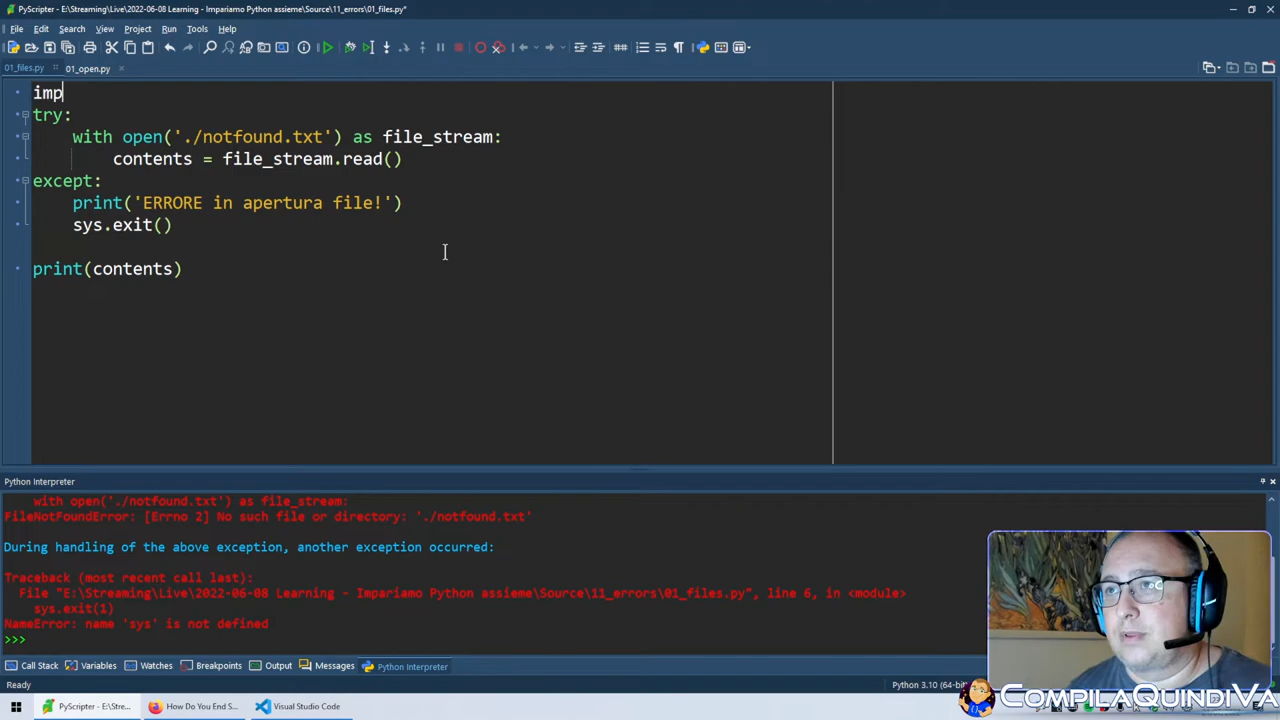 PyScripter - E:\Streaming\Live\2022-06-08 Learning - Impariamo Python assieme\Source\11_errors\01_files.py*
File Edit Search View Project Run Tools Help
01_files.py 01_open.py
imp
try:
with open('./notfound.txt') as file_stream:
contents = file_stream.read()
except:
print('ERRORE in apertura file!')
sys.exit()
print(contents)
Python Interpreter
with open('./notfound.txt') as file_stream:
FileNotFoundError: [Errno 2] No such file or directory: './notfound.txt'
During handling of the above exception, another exception occurred:
Traceback (most recent call last):
File "E:\Streaming\Live\2022-06-08 Learning - Impariamo Python assieme\Source\11_errors\01_files.py", line 6, in <module>
sys.exit(1)
NameError: name 'sys' is not defined
>>>
Call Stack Variables Watches Breakpoints Output Messages Python Interpreter
Ready Python 3.10 (64-bit)
PyScripter - E:\Stre... How Do You End S... Visual Studio Code
COMPILAQUINDIVA